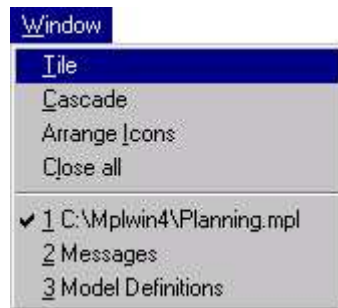 Window
Tile
Cascade
Arrange Icons
Close all
✔ 1 C:\Mplwin4\Planning.mpl
2 Messages
3 Model Definitions